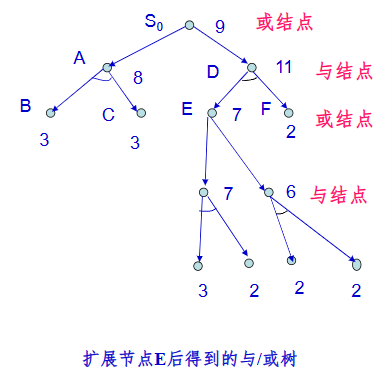 S0 9 或结点
A 8 D 11 与结点
B C E 7 F 或结点
3 3 2
7 6 与结点
3 2 2 2
扩展节点E后得到的与/或树